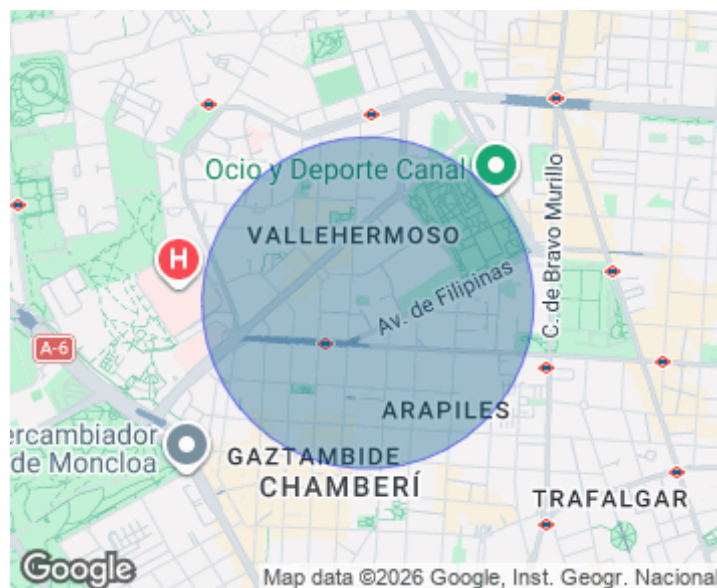 Ocio y Deporte Canal
VALLEHERMOSO
C. de Bravo Murillo
H
Av. de Filipinas
A-6
ARAPILES
ercambiador
de Moncloa
GAZTAMBIDE
CHAMBERÍ
TRAFALGAR
Google
Map data ©2026 Google, Inst. Geogr. Nacional